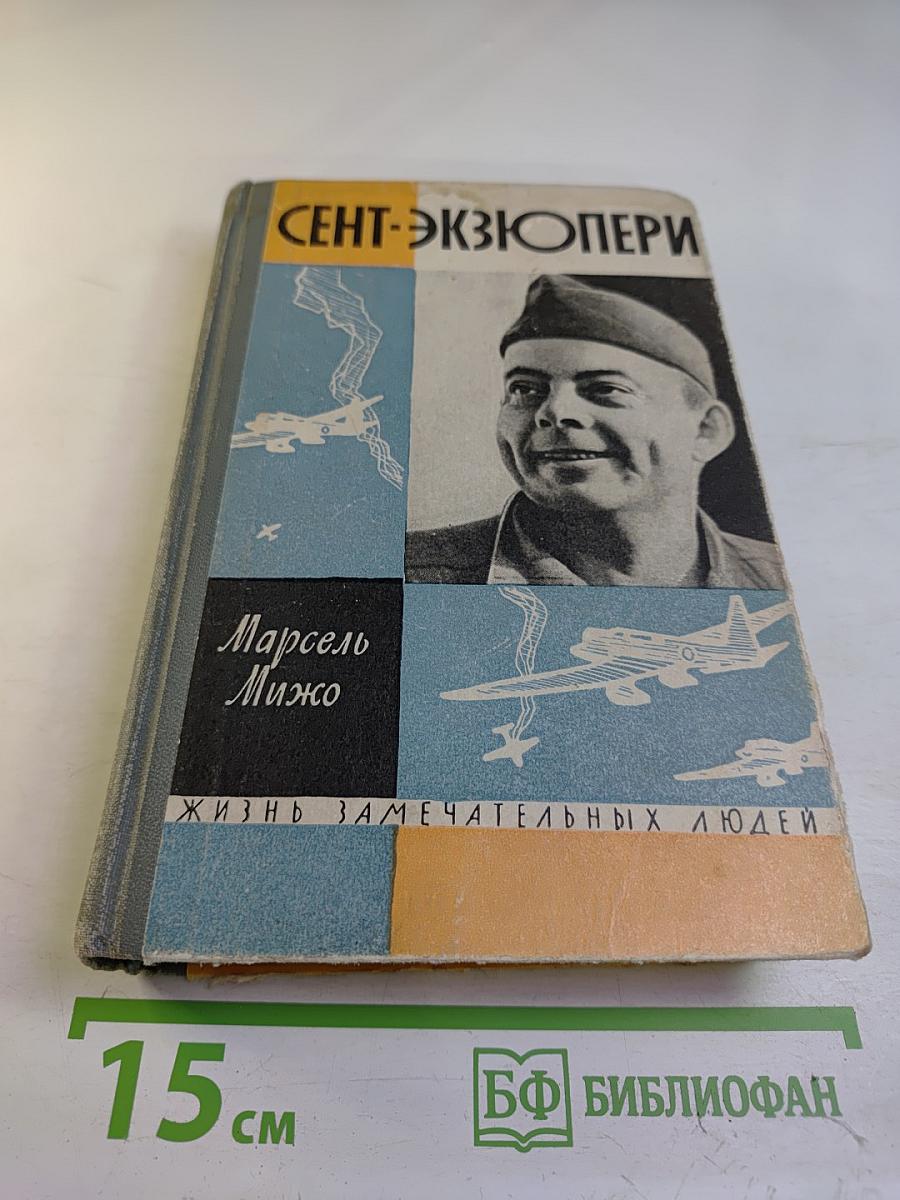 СЕНТ-ЭКЗЮПЕРИ
Марсель
Мижо
ЖИЗНЬ ЗАМЕЧАТЕЛЬНЫХ ЛЮДЕЙ
15 см
БФ БИБЛИОФАН